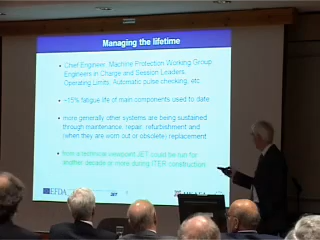 Managing the lifetime
• Chief Engineer, Machine Protection Working Group
Engineers in Charge and Session Leaders,
Operating Limits, Automatic pulse checking, etc
• ~15% fatigue life of main components used to date
• more generally other systems are being sustained
through maintenance, repair, refurbishment and
(when they are worn out or obsolete) replacement
• from a technical viewpoint JET could be run for
another decade or more during ITER construction
EFDA
JET